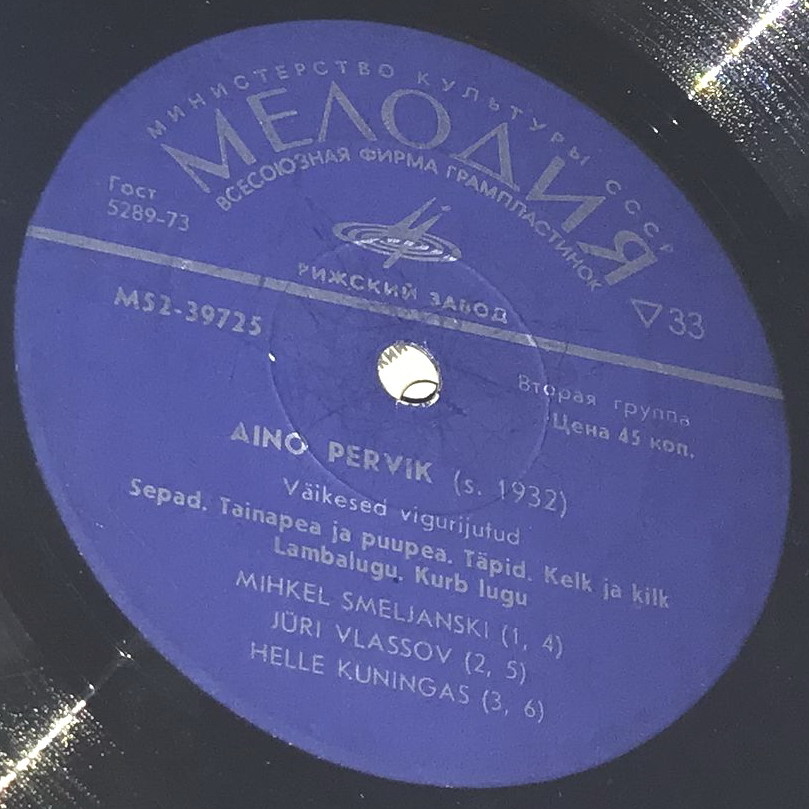 МИНИСТЕРСТВО КУЛЬТУРЫ СССР
МЕЛОДИЯ
ВСЕСОЮЗНАЯ ФИРМА ГРАМПЛАСТИНОК
Гост
5289-73
РИЖСКИЙ ЗАВОД
▽33
М52-39725
Вторая группа
Цена 45 коп.
AINO PERVIK (s. 1932)
Väikesed vigurijutud
Sepad. Tainapea ja puupea. Täpid. Kelk ja kilk
Lambalugu. Kurb lugu
MIHKEL SMELJANSKI (1, 4)
JÜRI VLASSOV (2, 5)
HELLE KUNINGAS (3, 6)